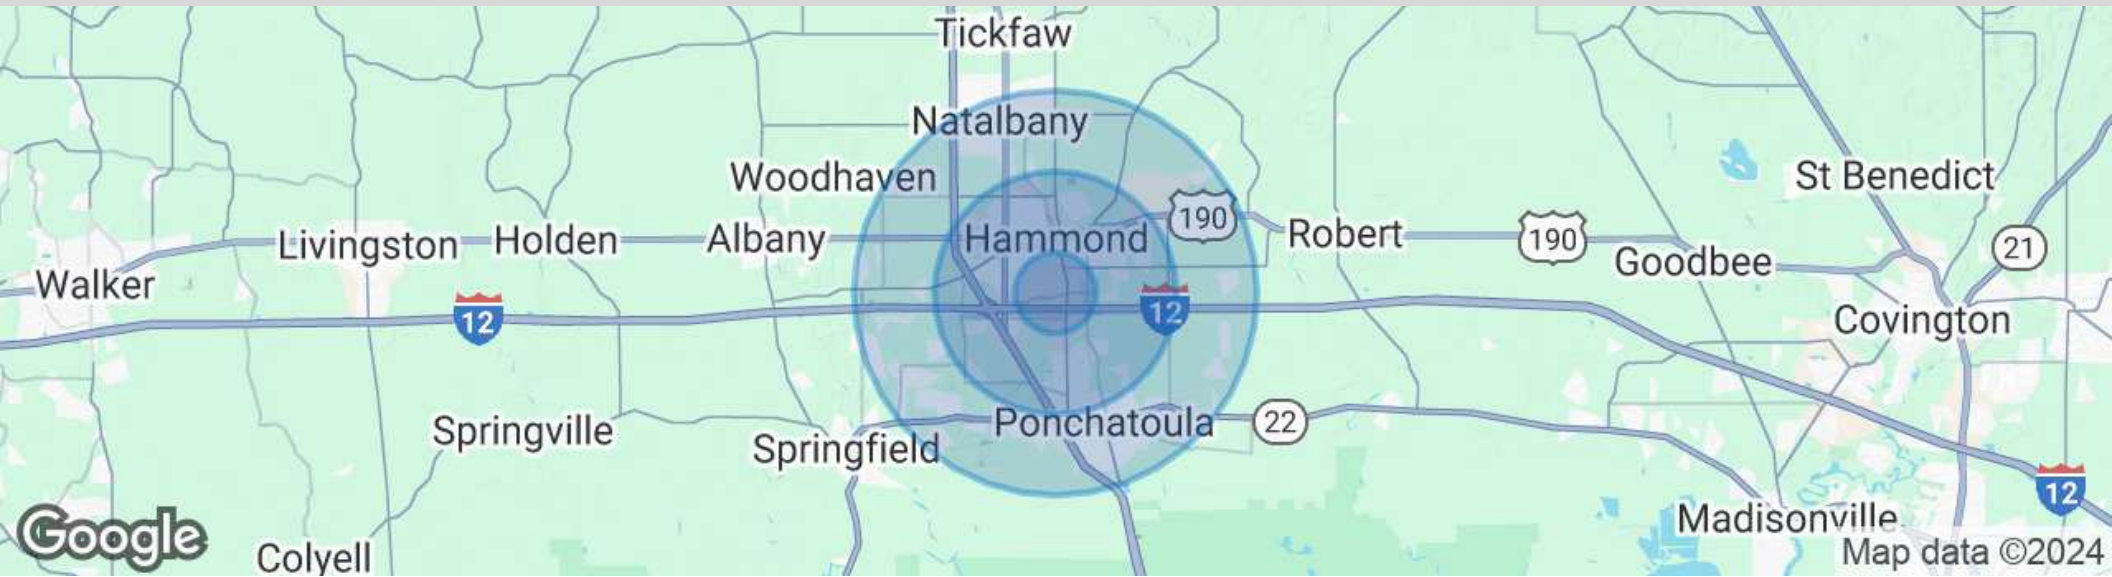 Tickfaw
Natalbany
Woodhaven
St Benedict
190
Livingston
Holden
Albany
Hammond
Robert
190
Goodbee
21
Walker
12
12
Covington
Springville
Springfield
Ponchatoula
22
12
Madisonville
Google
Colyell
Map data ©2024